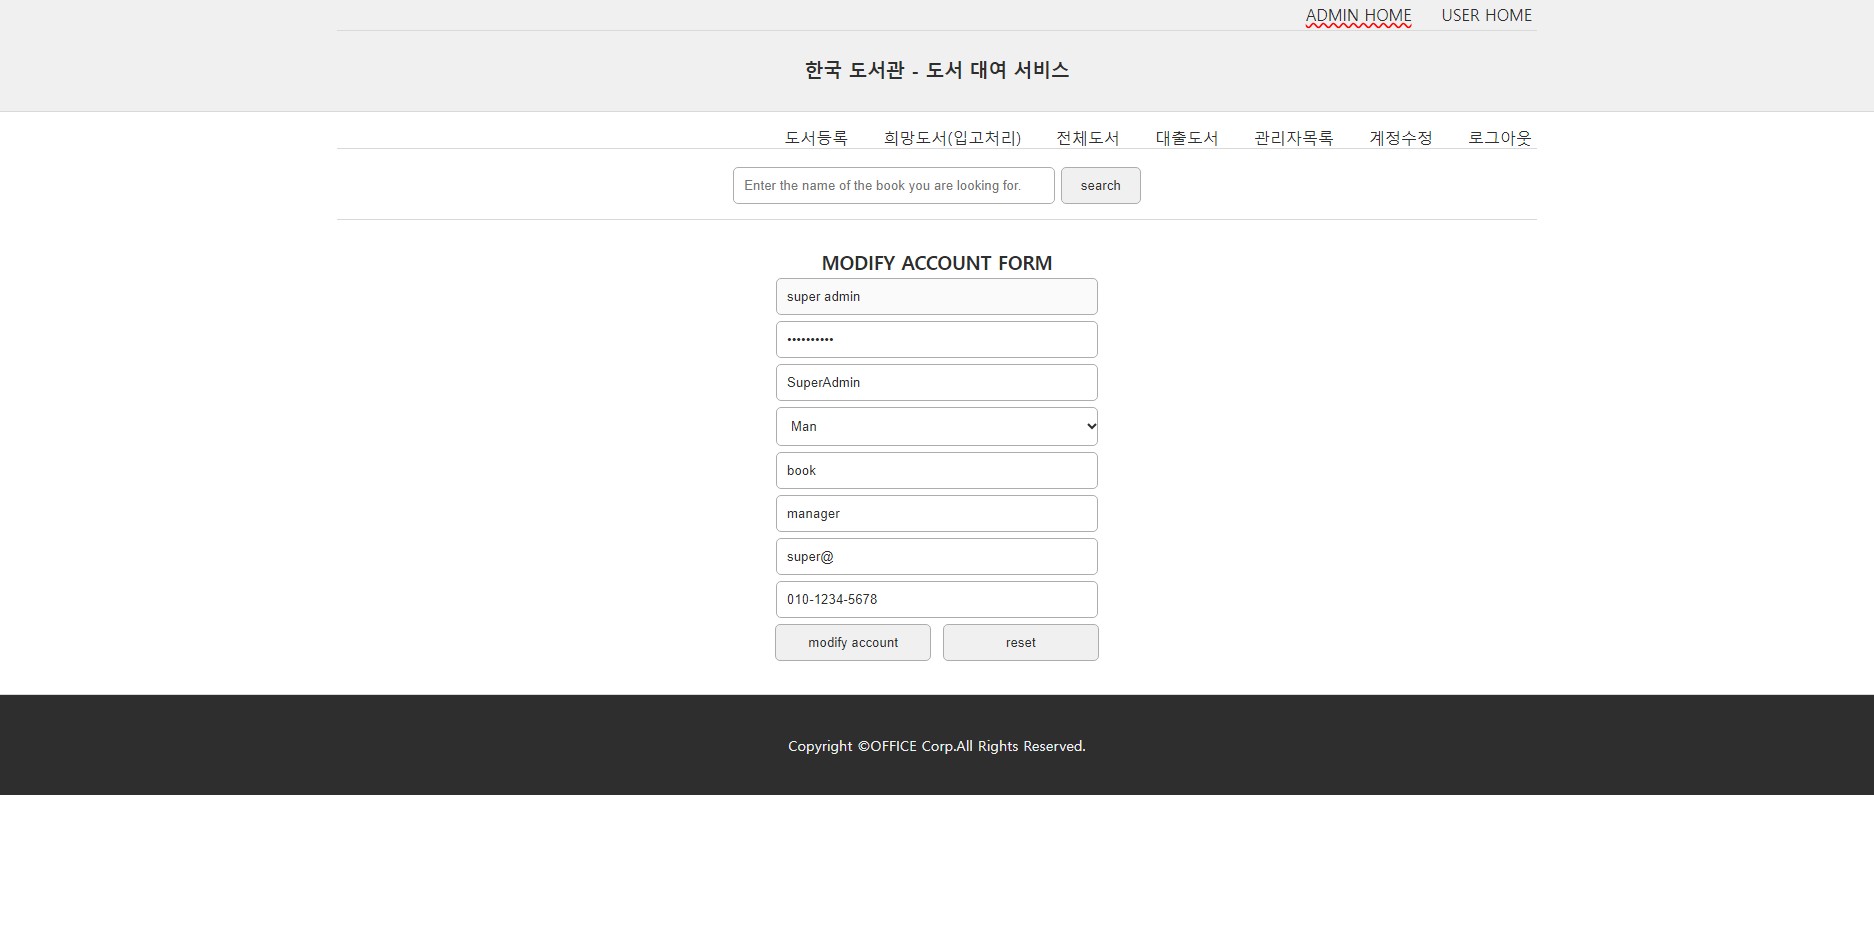 ADMIN HOME USER HOME
한국 도서관 - 도서 대여 서비스
도서등록 희망도서(입고처리) 전체도서 대출도서 관리자목록 계정수정 로그아웃
Enter the name of the book you are looking for. search
MODIFY ACCOUNT FORM
super admin
••••••••••
SuperAdmin
Man
book
manager
super@
010-1234-5678
modify account reset
Copyright ©OFFICE Corp.All Rights Reserved.